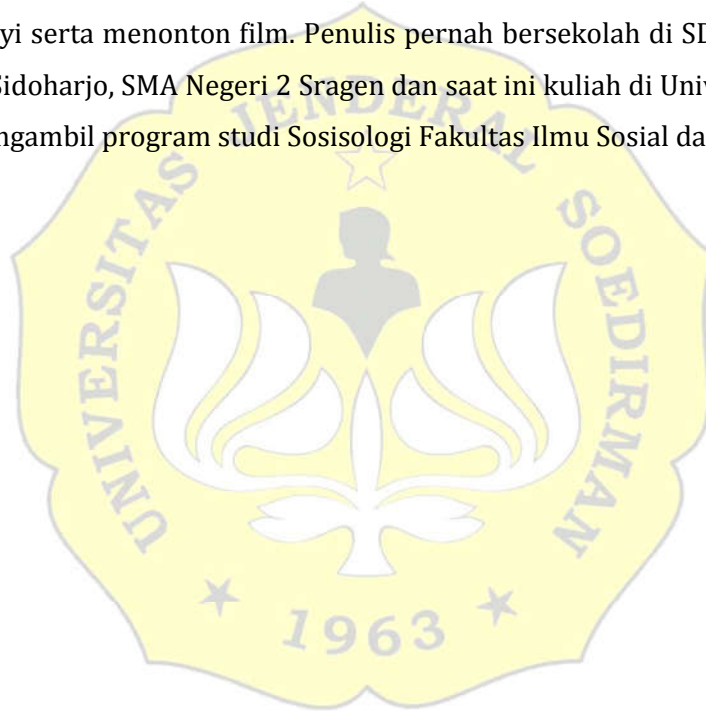 yi serta menonton film. Penulis pernah bersekolah di SD
Sidoharjo, SMA Negeri 2 Sragen dan saat ini kuliah di Univ
ngambil program studi Sosisologi Fakultas Ilmu Sosial da
UNIVERSITAS JENDERAL SOEDIRMAN
1963